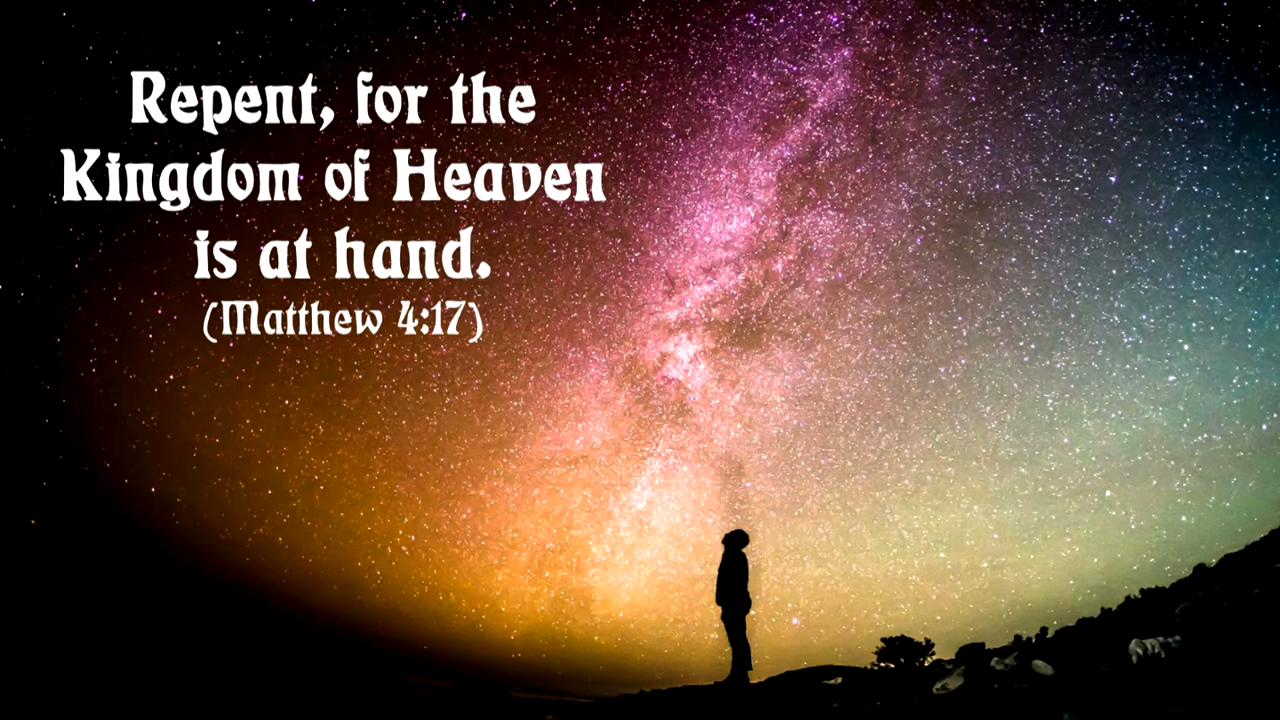 Repent, for the
Kingdom of Heaven
is at hand.
(Matthew 4:17)